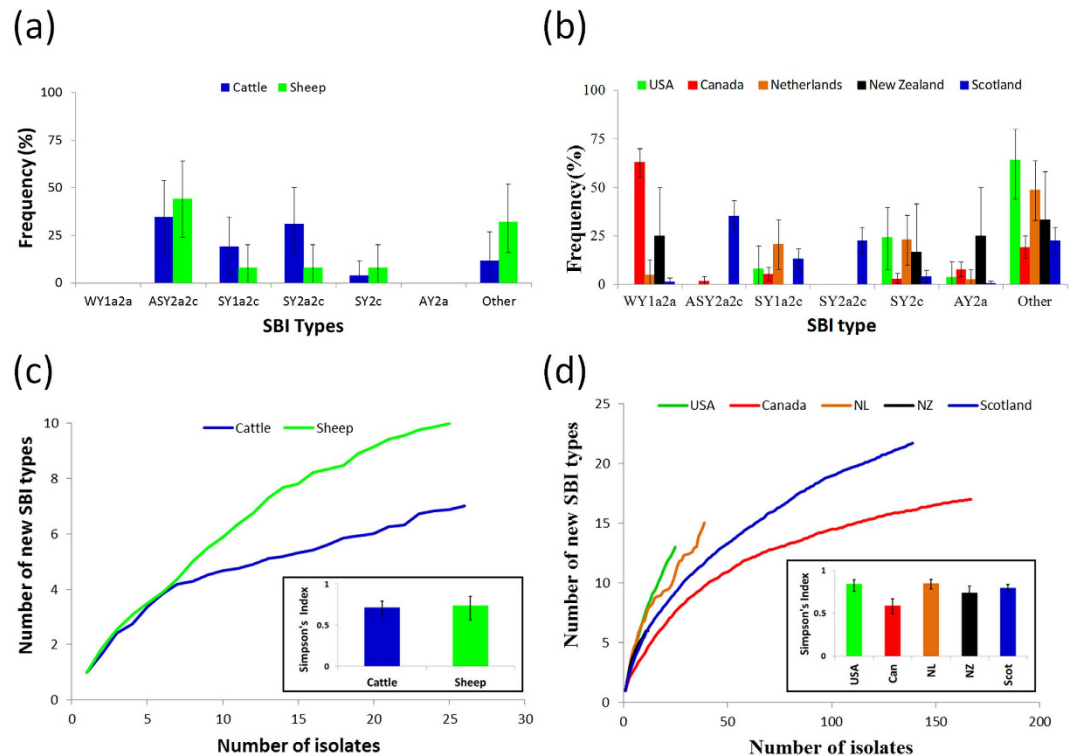 (a)
Cattle Sheep
100
75
50
25
0
Frequency (%)
WY1a2a ASY2a2c SY1a2c SY2a2c SY2c AY2a Other
SBI Types
(b)
USA Canada Netherlands New Zealand Scotland
100
75
50
25
0
Frequency(%)
WY1a2a ASY2a2c SY1a2c SY2a2c SY2c AY2a Other
SBI type
(c)
Cattle Sheep
10
8
6
4
2
0
Number of new SBI types
0 5 10 15 20 25 30
Number of isolates
1
0.5
0
Simpson's Index
Cattle Sheep
(d)
USA Canada NL NZ Scotland
25
20
15
10
5
0
Number of new SBI types
0 50 100 150 200
Number of isolates
1
0.5
0
Simpson's Index
USA Can NL NZ Scot